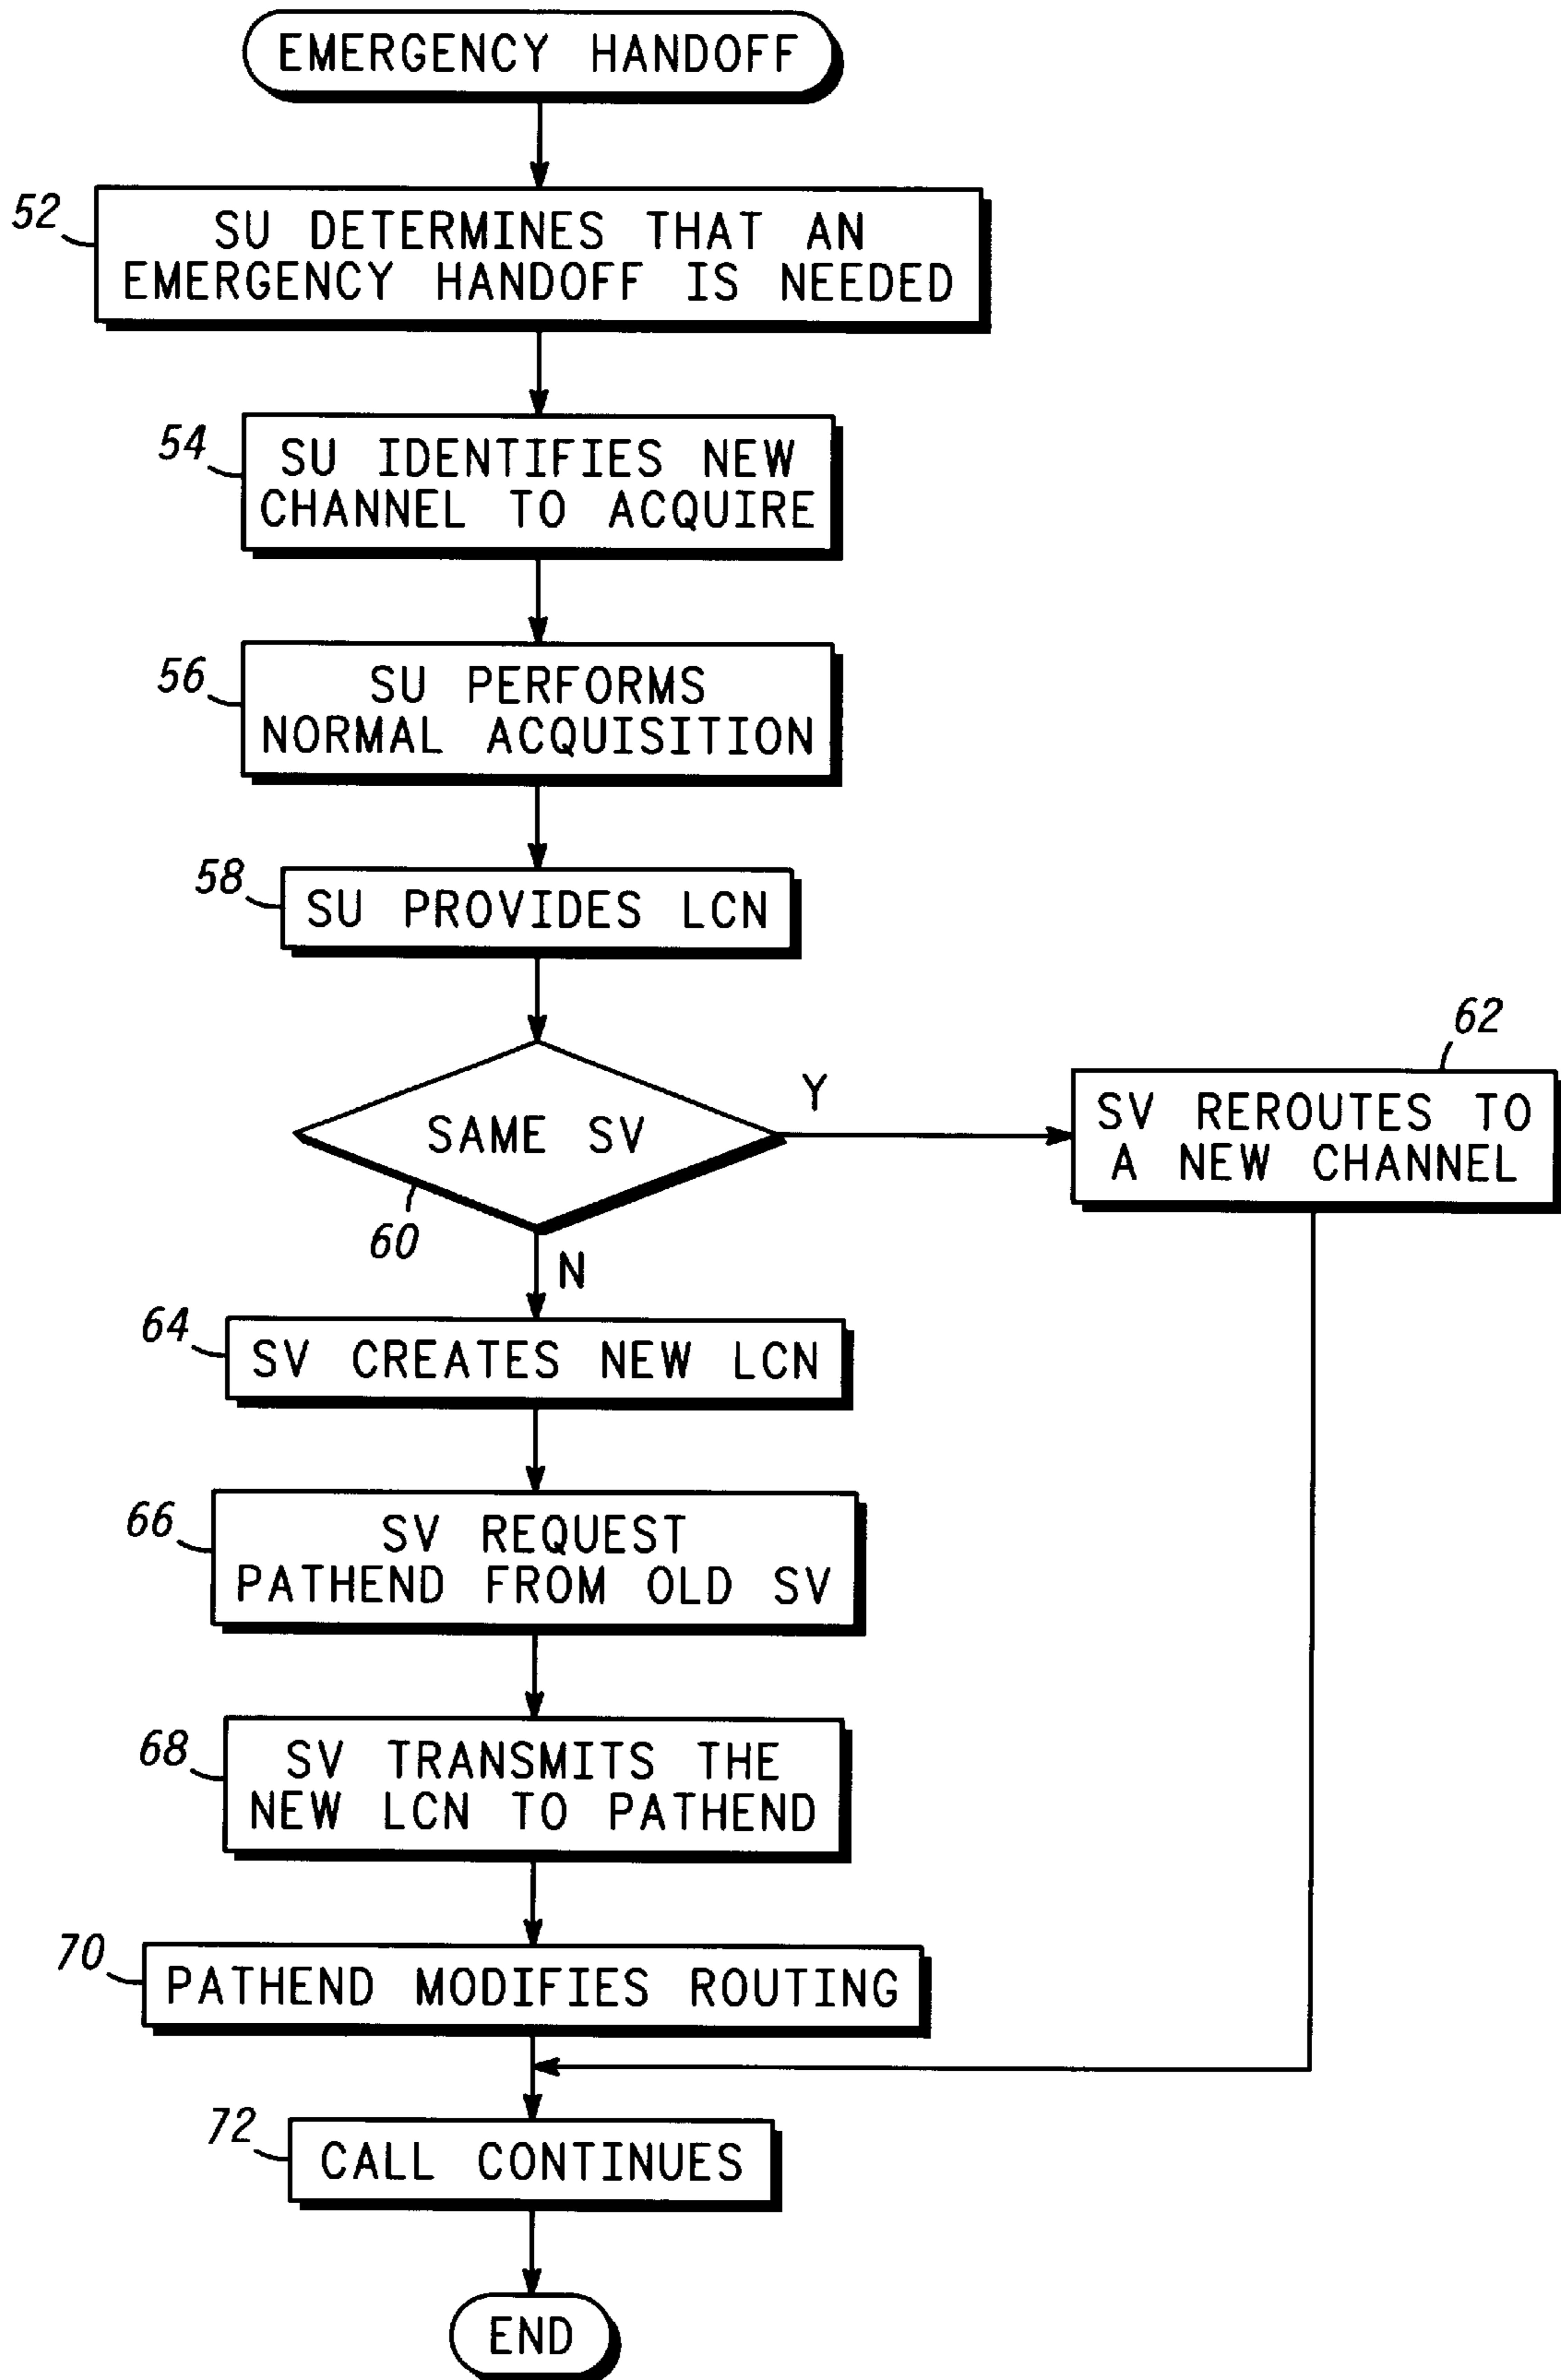 EMERGENCY HANDOFF
52
SU DETERMINES THAT AN
EMERGENCY HANDOFF IS NEEDED
54
SU IDENTIFIES NEW
CHANNEL TO ACQUIRE
56
SU PERFORMS
NORMAL ACQUISITION
58
SU PROVIDES LCN
SAME SV
60
Y
N
62
SV REROUTES TO
A NEW CHANNEL
64
SV CREATES NEW LCN
66
SV REQUEST
PATHEND FROM OLD SV
68
SV TRANSMITS THE
NEW LCN TO PATHEND
70
PATHEND MODIFIES ROUTING
72
CALL CONTINUES
END